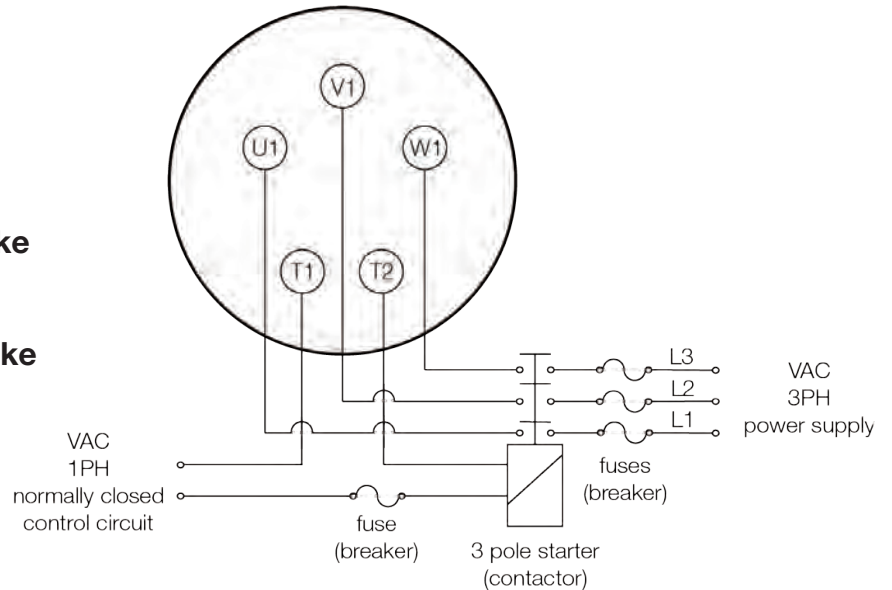 V1
U1
W1
ke
T1
T2
ke
L3
L2
L1
VAC
3PH
power supply
VAC
1PH
normally closed
control circuit
fuses
(breaker)
fuse
(breaker)
3 pole starter
(contactor)